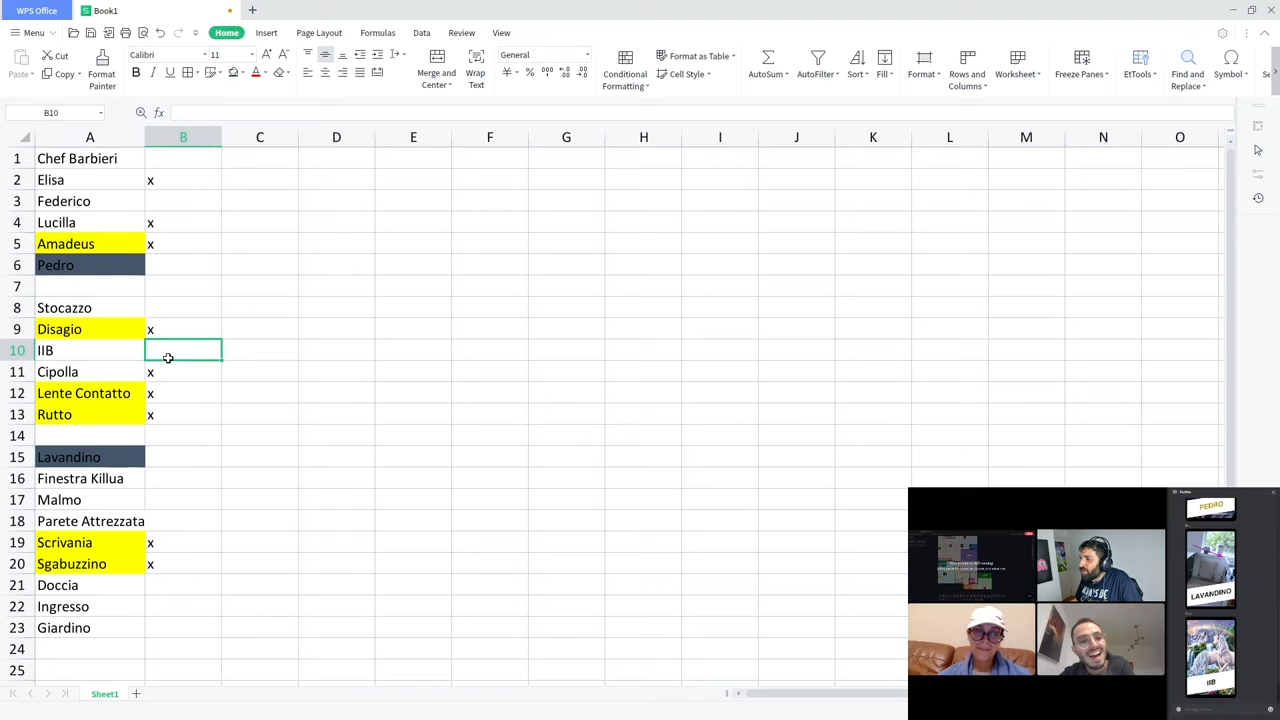 WPS Office
Book1
Menu
Home
Insert
Page Layout
Formulas
Data
Review
View
Paste
Cut
Copy
Format
Painter
Calibri
11
Merge and
Center
Wrap
Text
General
Conditional
Formatting
Format as Table
Cell Style
AutoSum
AutoFilter
Sort
Fill
Format
Rows and
Columns
Worksheet
Freeze Panes
EtTools
Find and
Replace
Symbol
B10
A B C D E F G H I J K L M N O
1 Chef Barbieri
2 Elisa x
3 Federico
4 Lucilla x
5 Amadeus x
6 Pedro
7
8 Stocazzo
9 Disagio x
10 IIB
11 Cipolla x
12 Lente Contatto x
13 Rutto x
14
15 Lavandino
16 Finestra Killua
17 Malmo
18 Parete Attrezzata
19 Scrivania x
20 Sgabuzzino x
21 Doccia
22 Ingresso
23 Giardino
24
25
Sheet1
PEDRO
LAVANDINO
IIB